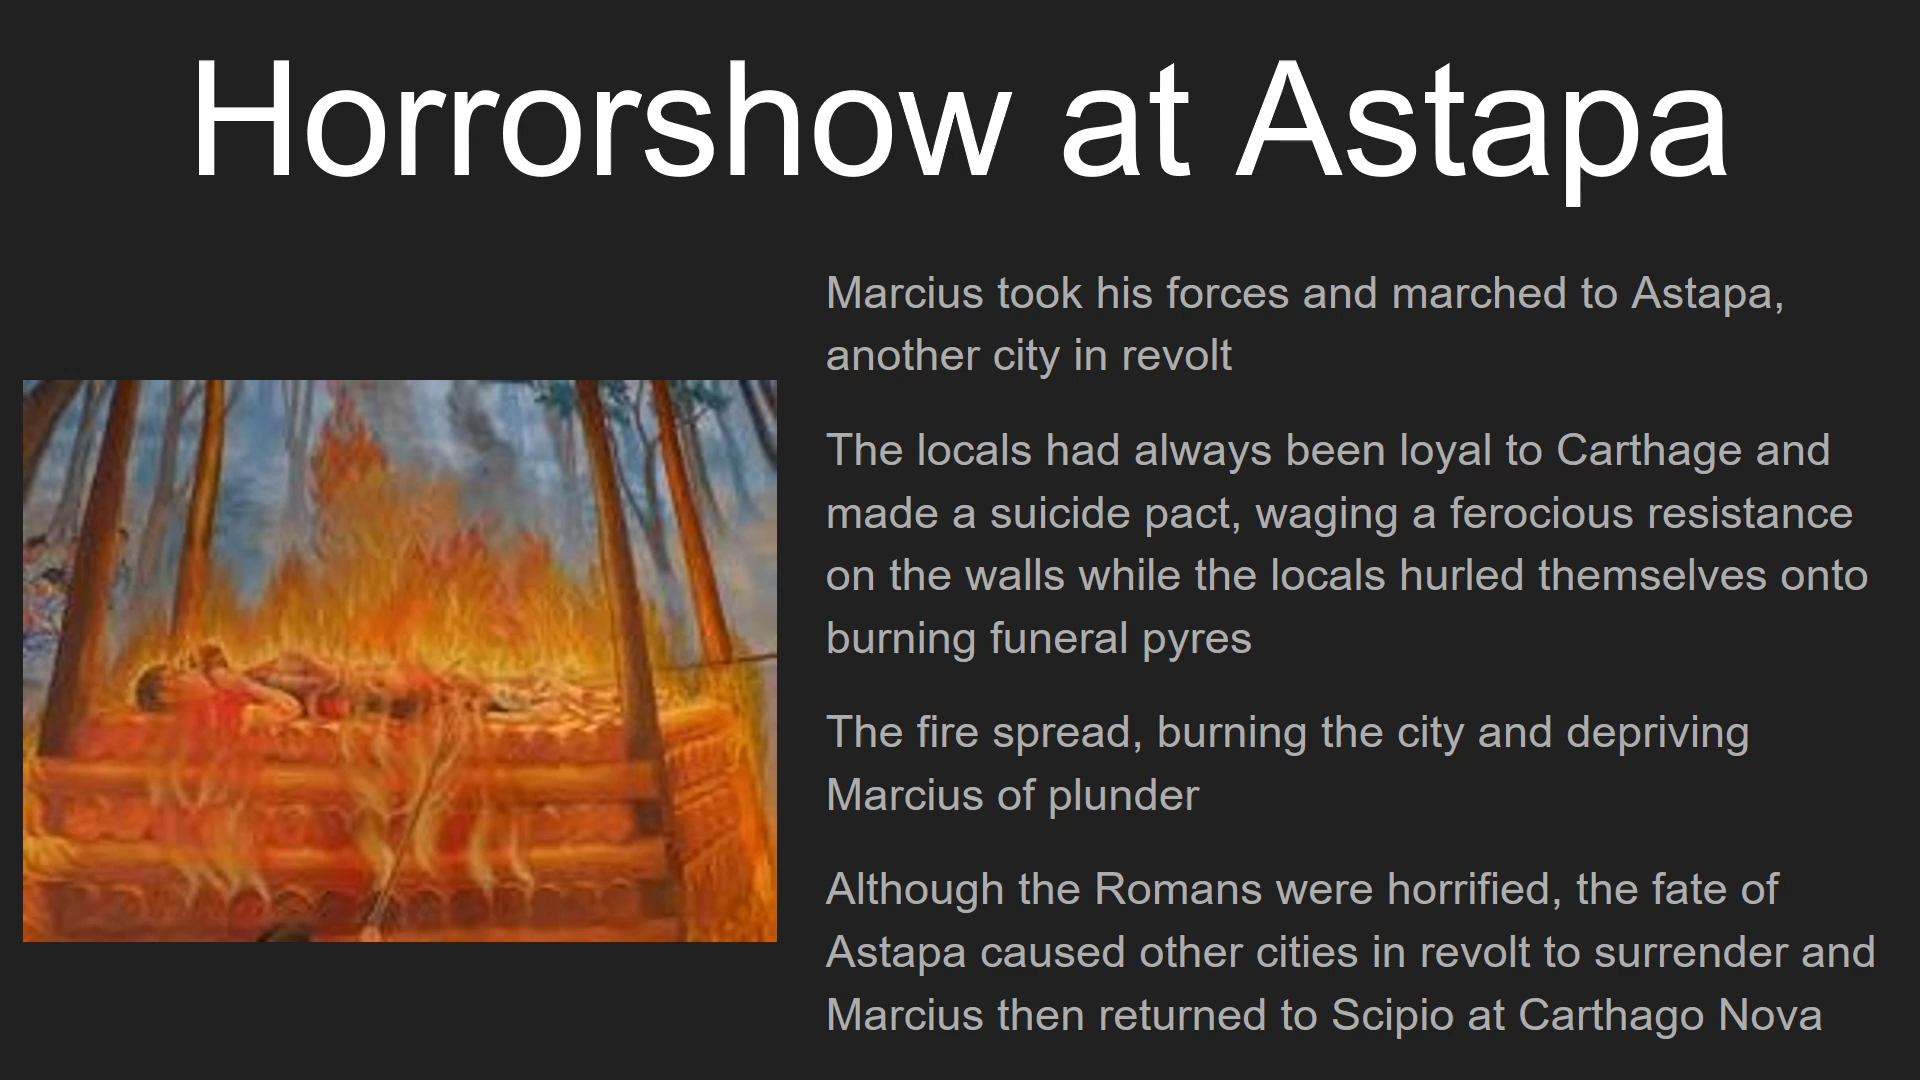 Horrorshow at Astapa
Marcius took his forces and marched to Astapa,
another city in revolt
The locals had always been loyal to Carthage and
made a suicide pact, waging a ferocious resistance
on the walls while the locals hurled themselves onto
burning funeral pyres
The fire spread, burning the city and depriving
Marcius of plunder
Although the Romans were horrified, the fate of
Astapa caused other cities in revolt to surrender and
Marcius then returned to Scipio at Carthago Nova